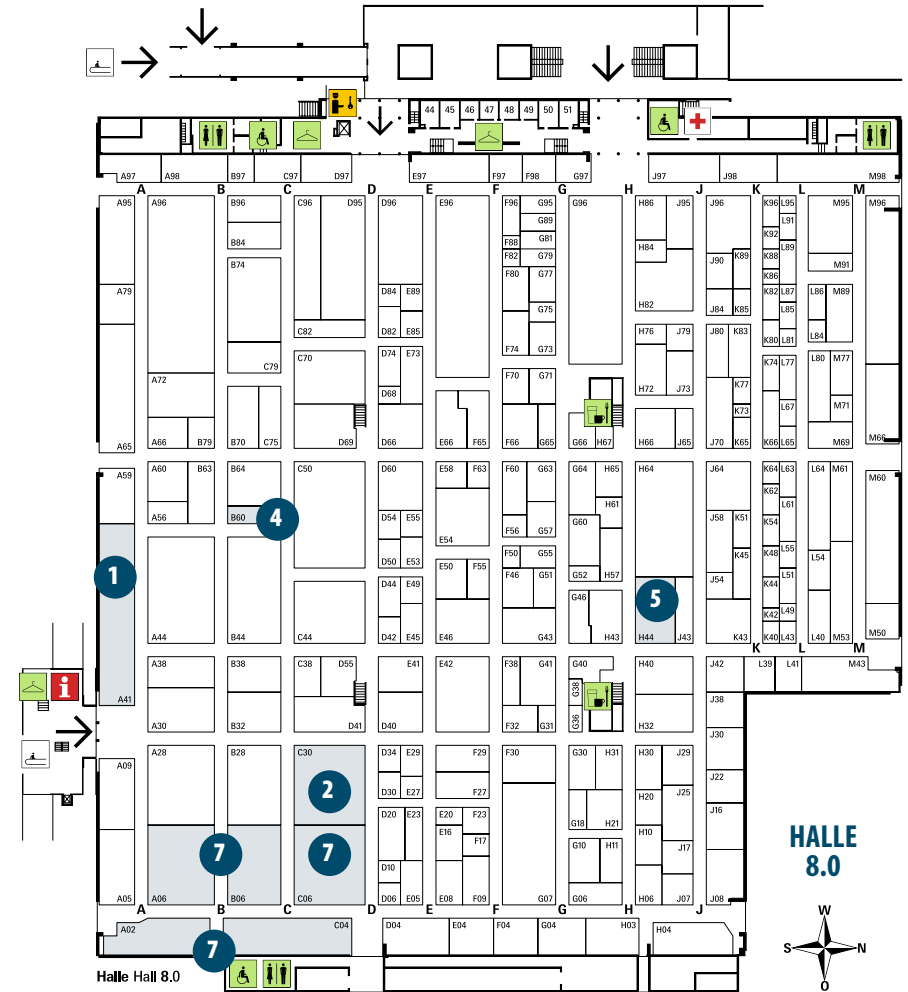 44 45 46 47 48 49 50 51
A97 A98 B97 C97 D97 E97 F97 F98 G97 J97 J98 M98
A B C D E F G H J K L M
A95 A96 B96 C96 D95 D96 E96 F96 G95 G96 H86 J95 J96 K96 L95 M95 M96
G89 L91
B84 F88 G81 H84 K92
F82 G79 J90 K89 K88 L89 M91
B74 F80 G77 K86
A79 D84 E89 H82 J84 K85 K82 L87 L86 M89
G75 L85
C82 D82 E85 H76 J79 J80 K83 K80 L81 L84
C79 C70 D74 E73 F74 G73 K74 L77 L80 M77
A72 D68 F70 G71 H72 J73 K77
K73 L67 M71
A65 A66 B79 B70 C75 D69 D66 E66 F65 F66 G65 G66 H67 H66 J65 J70 K65 K66 L65 M69 M66
A59 A60 B63 B64 C50 D60 E58 F63 F60 G63 G64 H65 H64 J64 K64 L63 L64 M61 M60
K62
H61 L61
A56 B60 4 D54 E55 F56 G57 G60 J58 K51 K54
E54
D50 E53 F50 G55 K45 K48 L55 L54
1 E50 F55 F46 G51 G52 H57 J54 L51
D44 E49 K44
G46 5
K42 L49
A44 B44 C44 D42 E45 E46 G43 H43 H44 J43 K43 K40 L43 L40 M53 M50
K L M
A38 B38 C38 D55 E41 E42 F38 G41 G40 H40 J42 L39 L41 M43
G38
A41 J38
A30 B32 D41 D40 F32 G31 G36 H32
J30
A09 A28 B28 C30 D34 E29 F29 F30 G30 H31 H30 J29
2 D30 E27 F27 J22
H20 J25
D20 E23 E20 F23 G18 H21 J16
E16 H10
7 7 F17 G10 H11 J17
D10
A05 A06 B06 C06 D06 E05 E08 F09 G07 G06 H06 J07 J08
A B C D E F G H J
A02 C04 D04 E04 F04 G04 H03 H04
7
HALLE
8.0
W
S N
O
Halle Hall 8.0